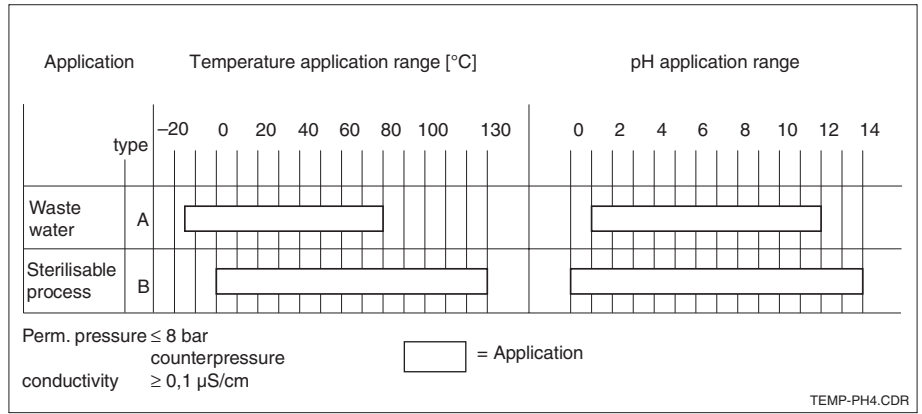 Application Temperature application range [°C] pH application range
type –20 0 20 40 60 80 100 130 0 2 4 6 8 10 12 14
Waste
water A
Sterilisable
process B
Perm. pressure ≤ 8 bar
counterpressure
conductivity ≥ 0,1 µS/cm
= Application
TEMP-PH4.CDR